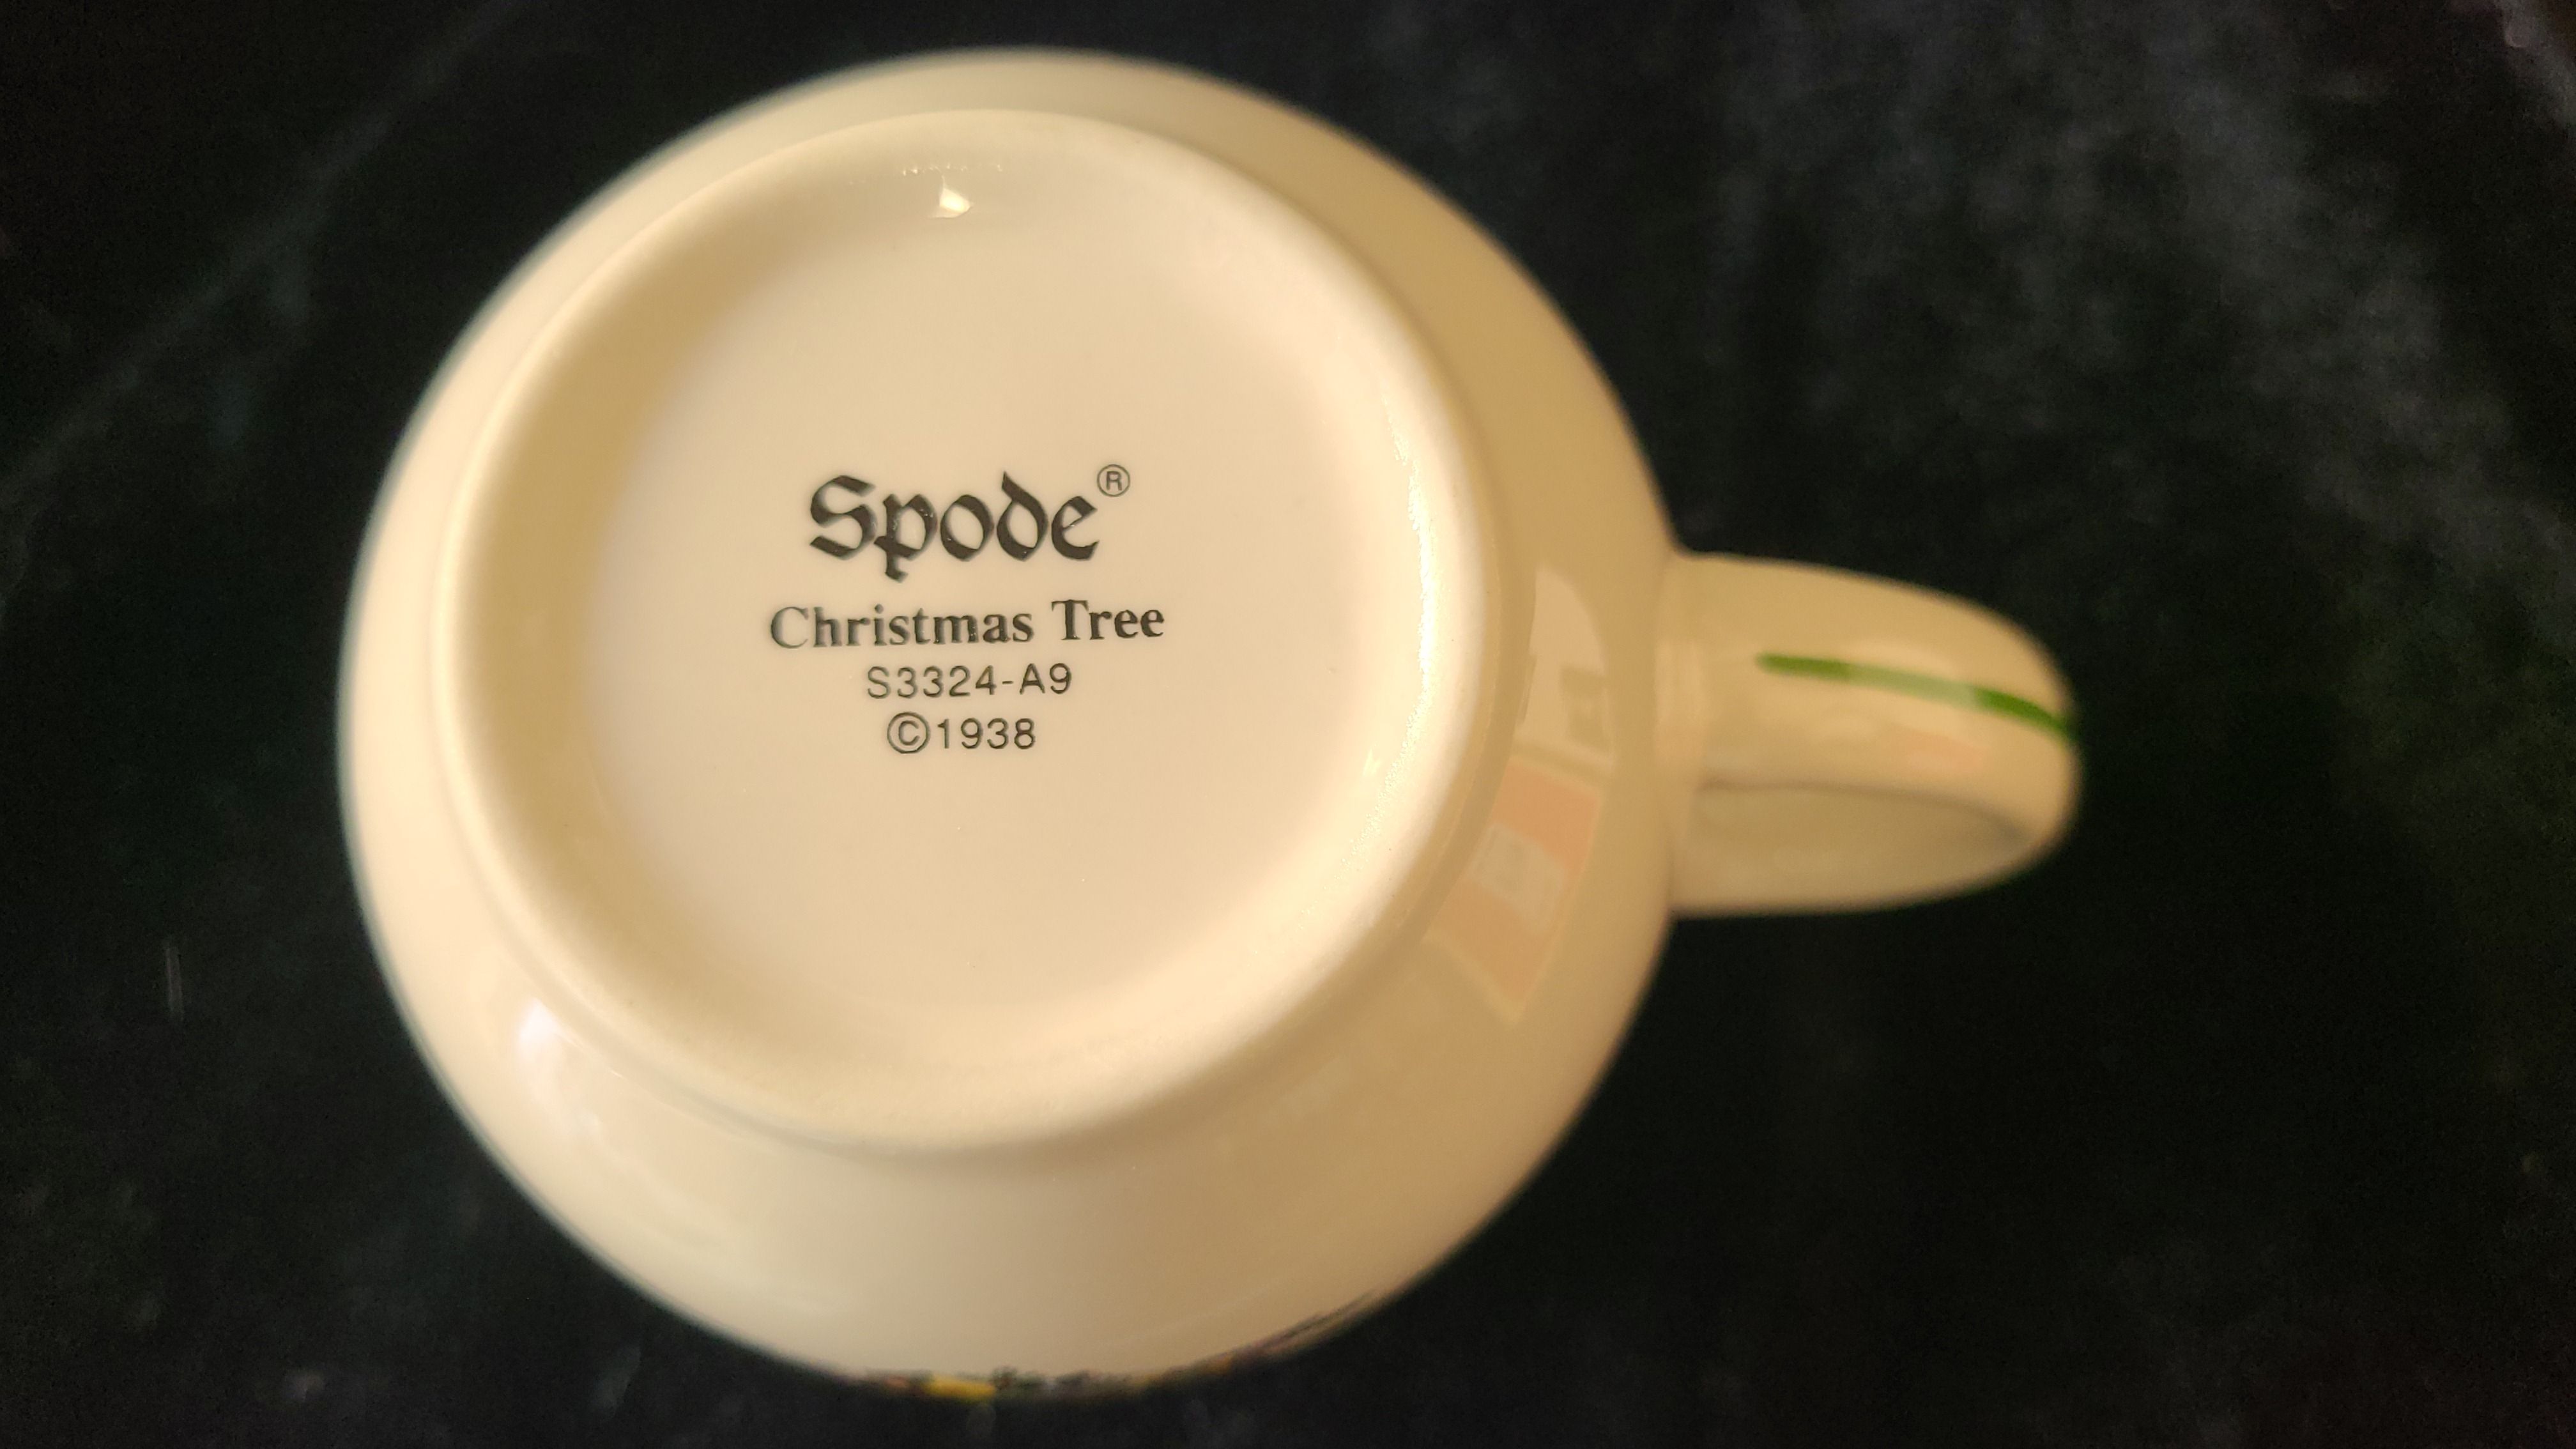 Spode®
Christmas Tree
S3324-A9
©1938